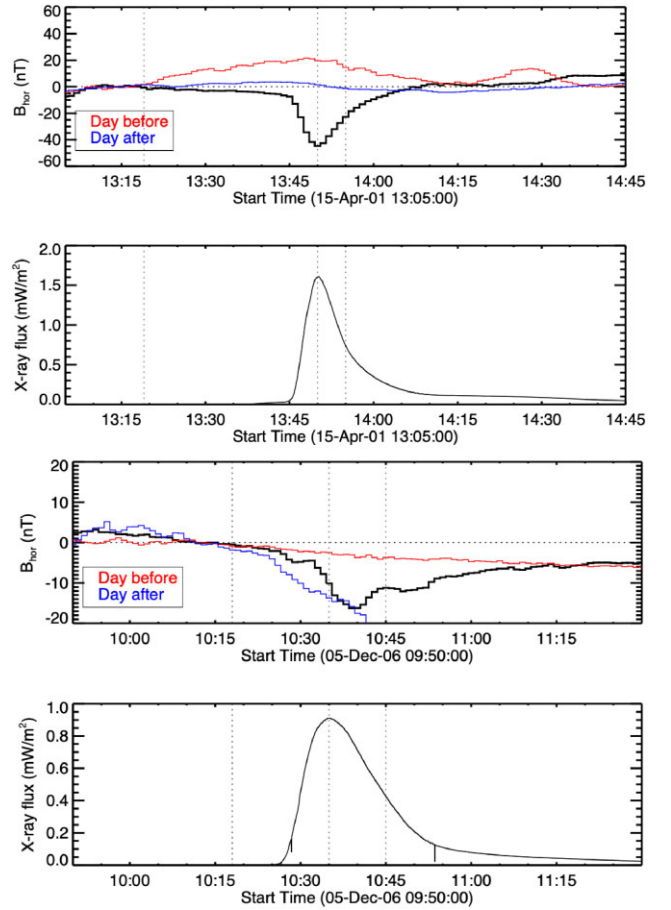 60
40
20
0
-20
-40
-60
B_hor (nT)
Day before
Day after
13:15 13:30 13:45 14:00 14:15 14:30 14:45
Start Time (15-Apr-01 13:05:00)
2.0
1.5
1.0
0.5
0.0
X-ray flux (mW/m²)
13:15 13:30 13:45 14:00 14:15 14:30 14:45
Start Time (15-Apr-01 13:05:00)
20
10
0
-10
-20
B_hor (nT)
Day before
Day after
10:00 10:15 10:30 10:45 11:00 11:15
Start Time (05-Dec-06 09:50:00)
1.0
0.8
0.6
0.4
0.2
0.0
X-ray flux (mW/m²)
10:00 10:15 10:30 10:45 11:00 11:15
Start Time (05-Dec-06 09:50:00)